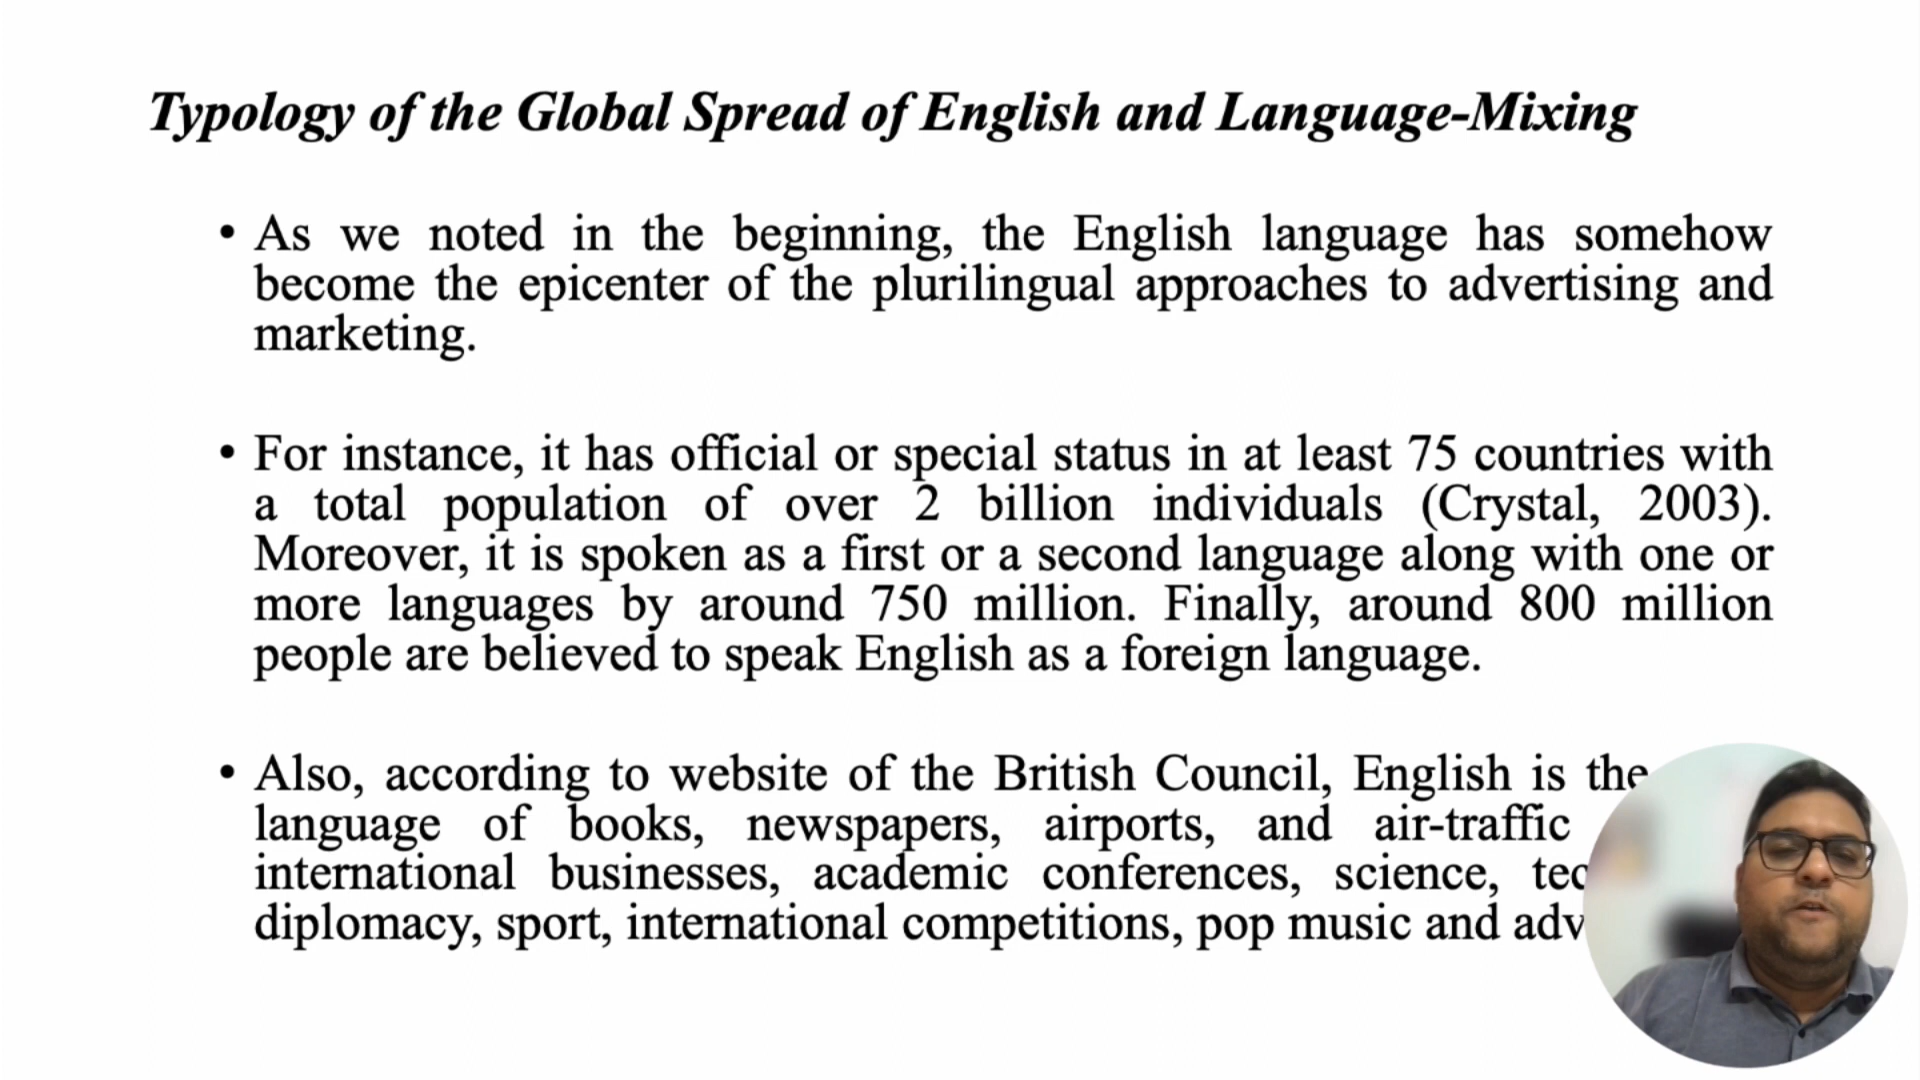 Typology of the Global Spread of English and Language-Mixing
• As we noted in the beginning, the English language has somehow
become the epicenter of the plurilingual approaches to advertising and
marketing.
• For instance, it has official or special status in at least 75 countries with
a total population of over 2 billion individuals (Crystal, 2003).
Moreover, it is spoken as a first or a second language along with one or
more languages by around 750 million. Finally, around 800 million
people are believed to speak English as a foreign language.
• Also, according to website of the British Council, English is the
language of books, newspapers, airports, and air-traffic
international businesses, academic conferences, science,
diplomacy, sport, international competitions, pop music and